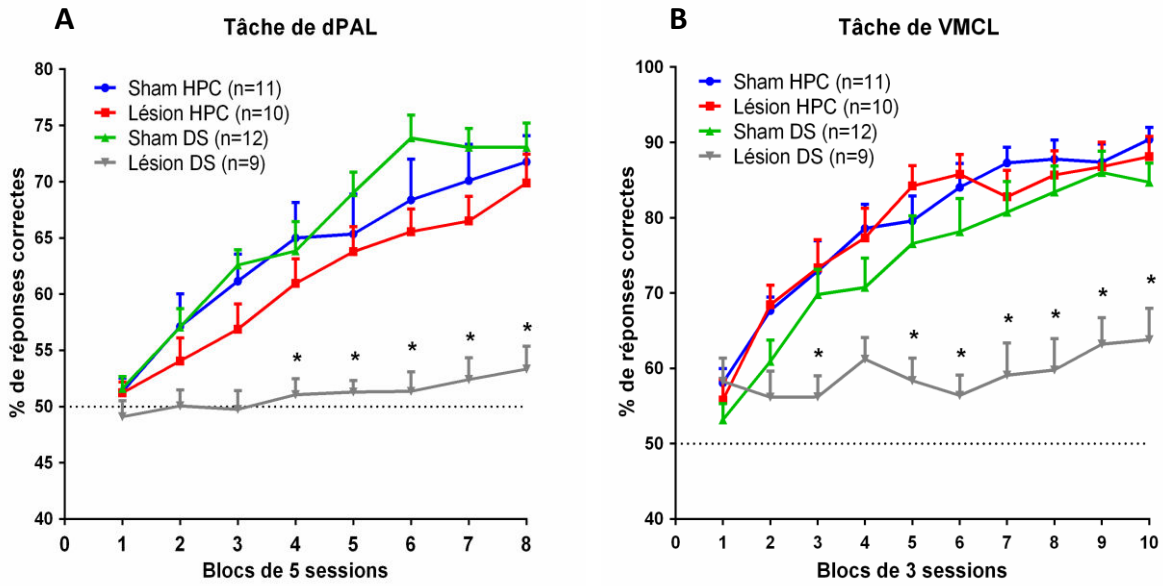 A
Tâche de dPAL
% de réponses correctes
80
75
70
65
60
55
50
45
40
Sham HPC (n=11)
Lésion HPC (n=10)
Sham DS (n=12)
Lésion DS (n=9)
* * * * *
0 1 2 3 4 5 6 7 8
Blocs de 5 sessions
B
Tâche de VMCL
% de réponses correctes
100
90
80
70
60
50
40
Sham HPC (n=11)
Lésion HPC (n=10)
Sham DS (n=12)
Lésion DS (n=9)
* * * * * * *
0 1 2 3 4 5 6 7 8 9 10
Blocs de 3 sessions